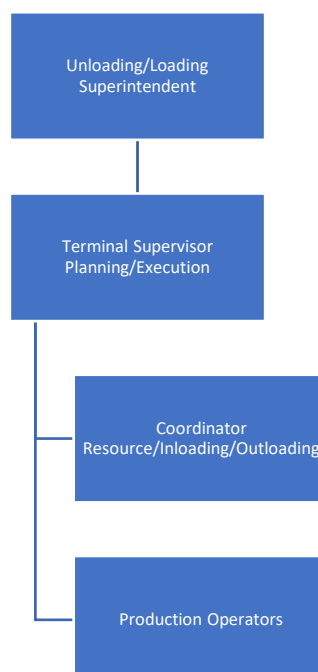 Unloading/Loading
Superintendent
Terminal Supervisor
Planning/Execution
Coordinator
Resource/Inloading/Outloading
Production Operators